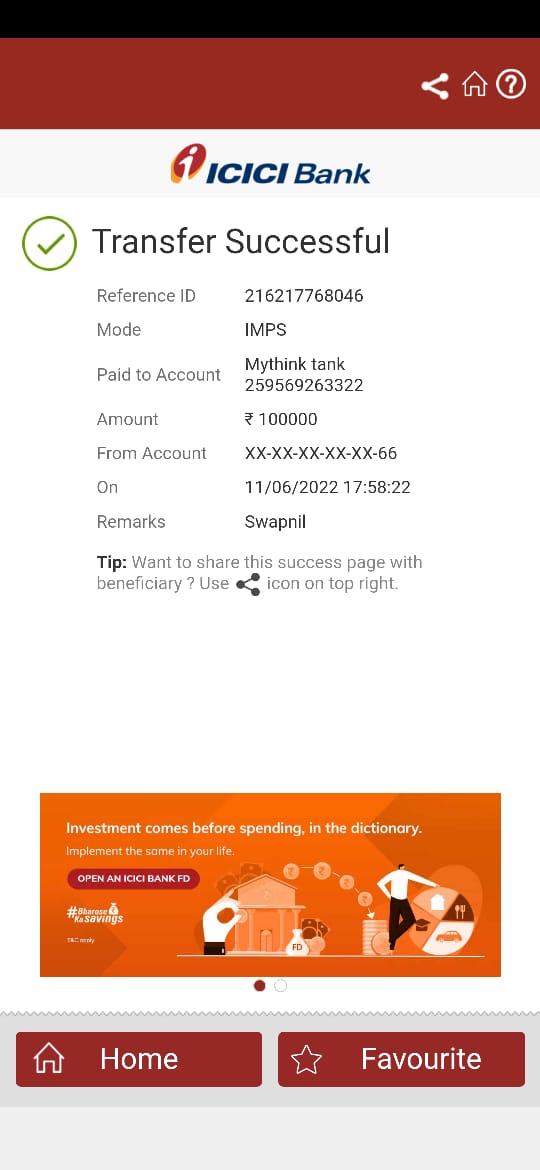 ICICI Bank
Transfer Successful
Reference ID 216217768046
Mode IMPS
Paid to Account Mythink tank
259569263322
Amount ₹ 100000
From Account XX-XX-XX-XX-XX-66
On 11/06/2022 17:58:22
Remarks Swapnil
Tip: Want to share this success page with
beneficiary ? Use icon on top right.
Investment comes before spending, in the dictionary.
Implement the same in your life.
OPEN AN ICICI BANK FD
#Bharose
Ka Savings
T&C apply.
FD
Home Favourite